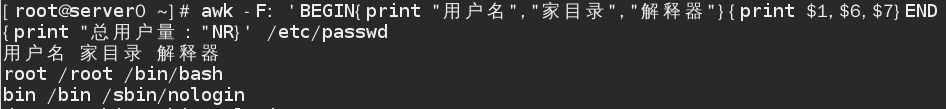 [root@server0 ~]# awk -F: 'BEGIN{print "用户名","家目录","解释器"}{print $1,$6,$7}END
{print "总用户量："NR}' /etc/passwd
用户名 家目录 解释器
root /root /bin/bash
bin /bin /sbin/nologin